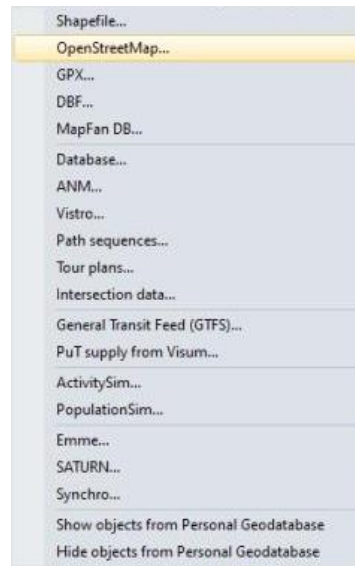 Shapefile...
OpenStreetMap...
GPX...
DBF...
MapFan DB...
Database...
ANM...
Vistro...
Path sequences...
Tour plans...
Intersection data...
General Transit Feed (GTFS)...
PuT supply from Visum...
ActivitySim...
PopulationSim...
Emme...
SATURN...
Synchro...
Show objects from Personal Geodatabase
Hide objects from Personal Geodatabase